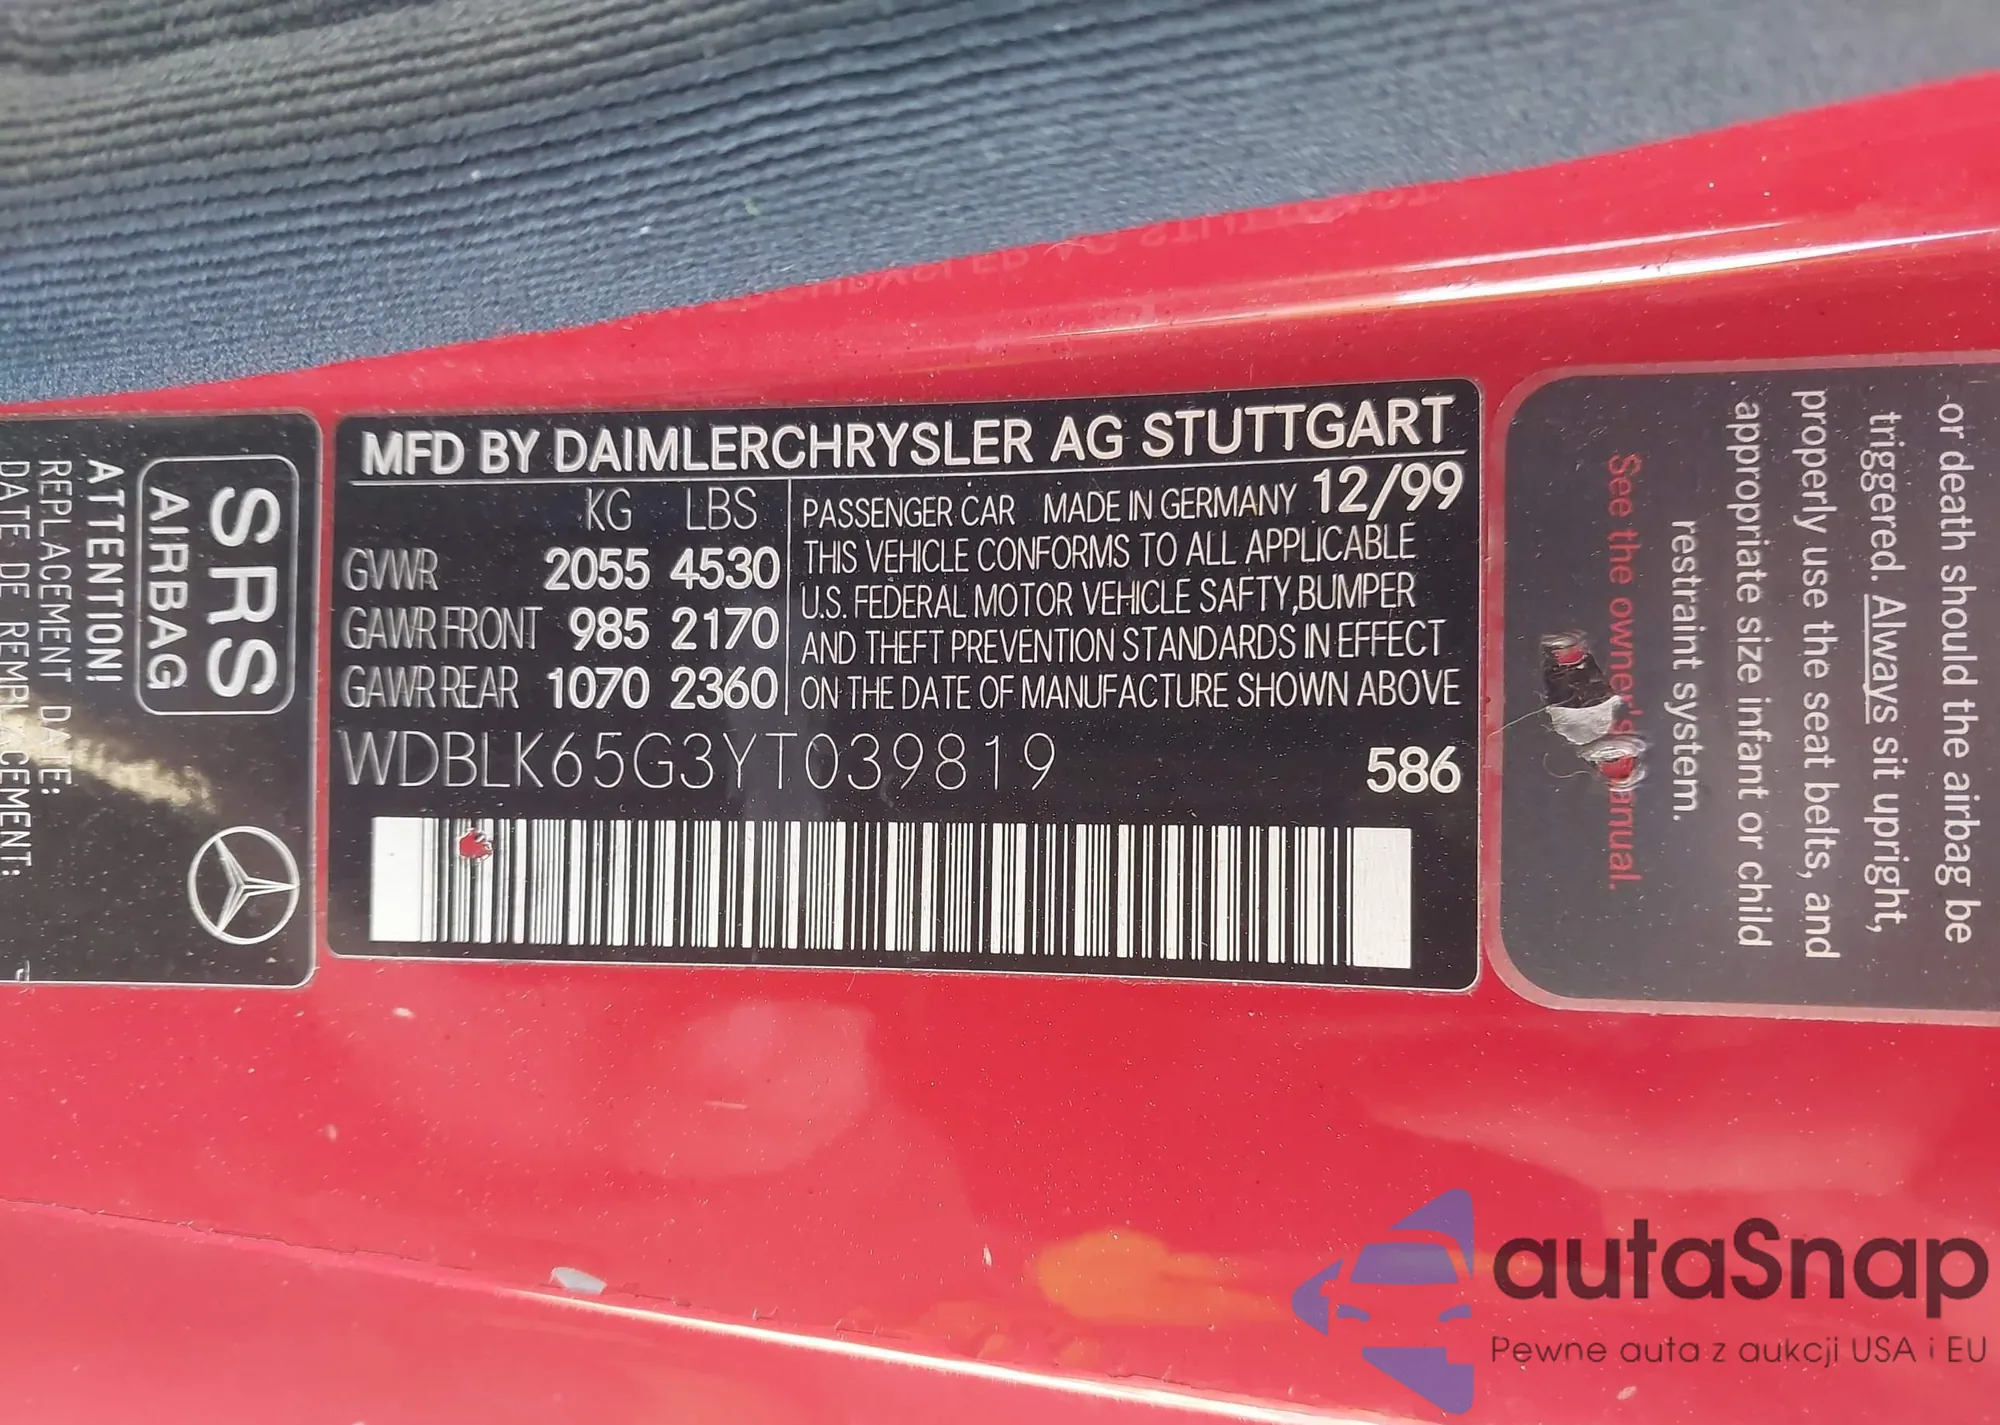 SRS
AIRBAG
ATTENTION!
REPLACEMENT DATE:
DATE DE REMPLACEMENT:
MFD BY DAIMLERCHRYSLER AG STUTTGART
KG LBS
GVWR 2055 4530
GAWR FRONT 985 2170
GAWR REAR 1070 2360
PASSENGER CAR MADE IN GERMANY 12/99
THIS VEHICLE CONFORMS TO ALL APPLICABLE
U.S. FEDERAL MOTOR VEHICLE SAFTY,BUMPER
AND THEFT PREVENTION STANDARDS IN EFFECT
ON THE DATE OF MANUFACTURE SHOWN ABOVE
WDBLK65G3YT039819
586
or death should the airbag be
triggered. Always sit upright,
properly use the seat belts, and
appropriate size infant or child
restraint system.
See the owner's
autaSnap
Pewne auta z aukcji USA i EU